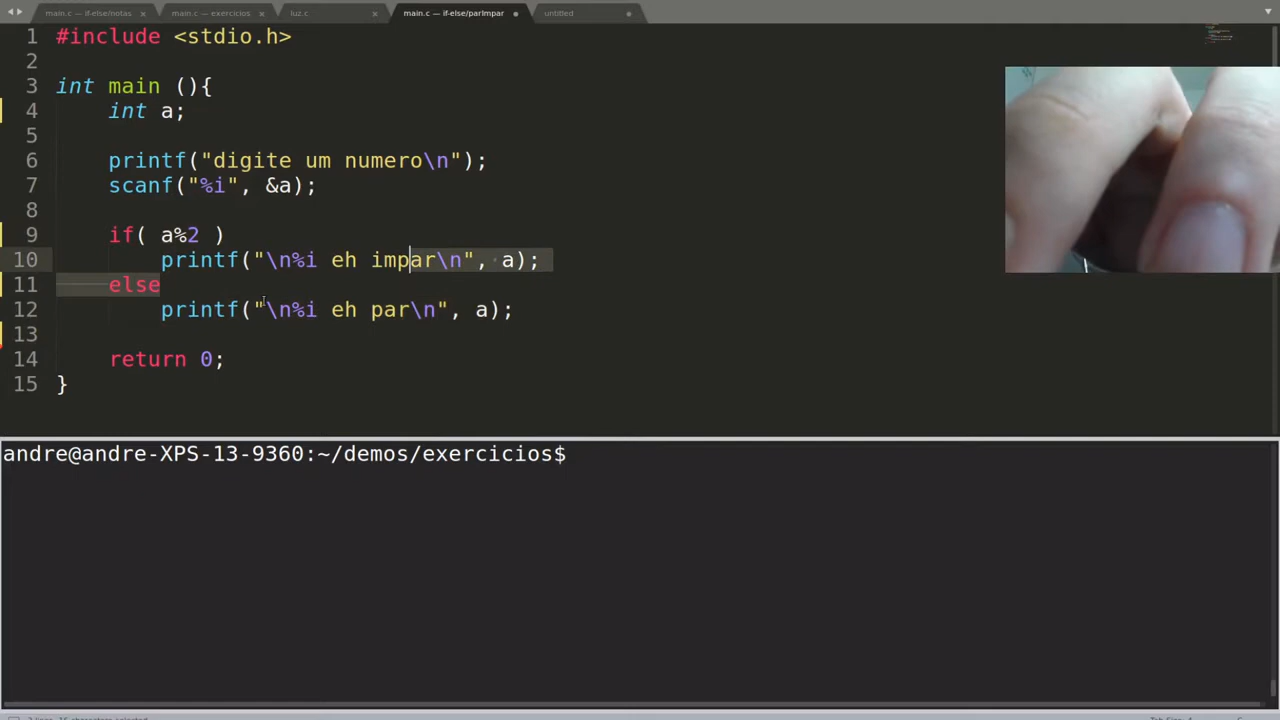 main.c — if-else/notas × main.c — exercicios × luz.c × main.c — if-else/parImpar untitled
1 #include <stdio.h>
2
3 int main (){
4 int a;
5
6 printf("digite um numero\n");
7 scanf("%i", &a);
8
9 if( a%2 )
10 printf("\n%i eh impar\n", a);
11 else
12 printf("\n%i eh par\n", a);
13
14 return 0;
15 }
andre@andre-XPS-13-9360:~/demos/exercicios$